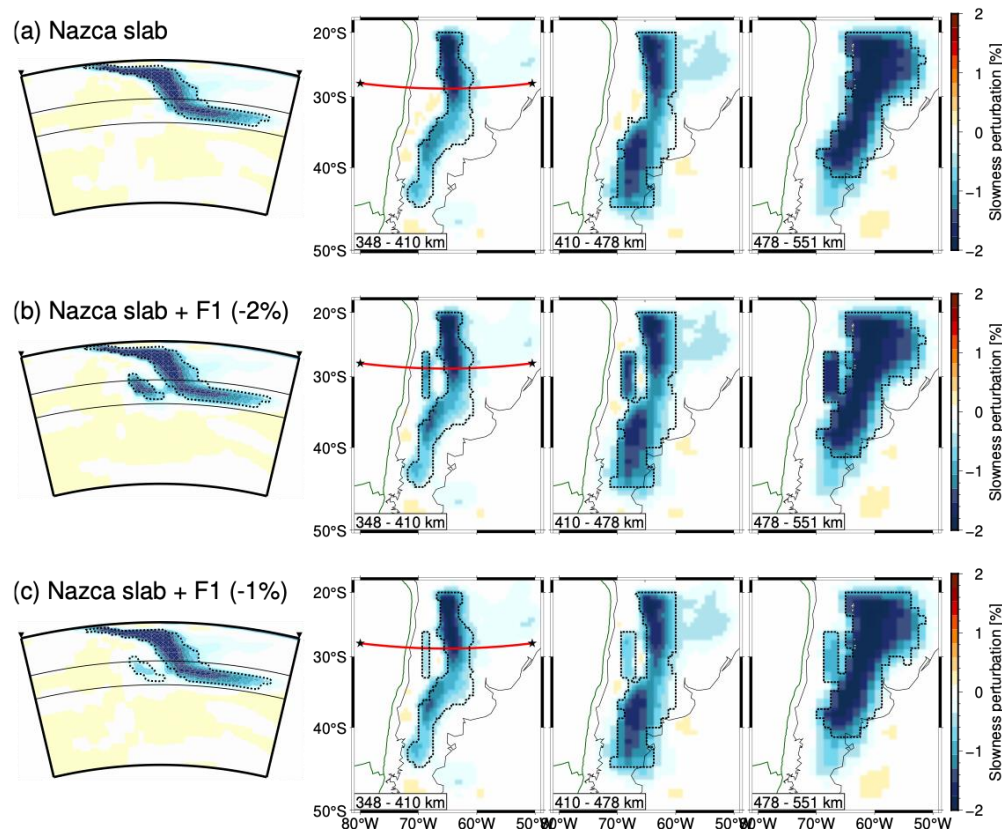 (a) Nazca slab
20°S
30°S
40°S
50°S
348 - 410 km
410 - 478 km
478 - 551 km
2
1
0
−1
−2
Slowness perturbation [%]
(b) Nazca slab + F1 (-2%)
20°S
30°S
40°S
50°S
348 - 410 km
410 - 478 km
478 - 551 km
2
1
0
−1
−2
Slowness perturbation [%]
(c) Nazca slab + F1 (-1%)
20°S
30°S
40°S
50°S
348 - 410 km
410 - 478 km
478 - 551 km
2
1
0
−1
−2
Slowness perturbation [%]
80°W 70°W 60°W 70°W 60°W 70°W 60°W 50°W